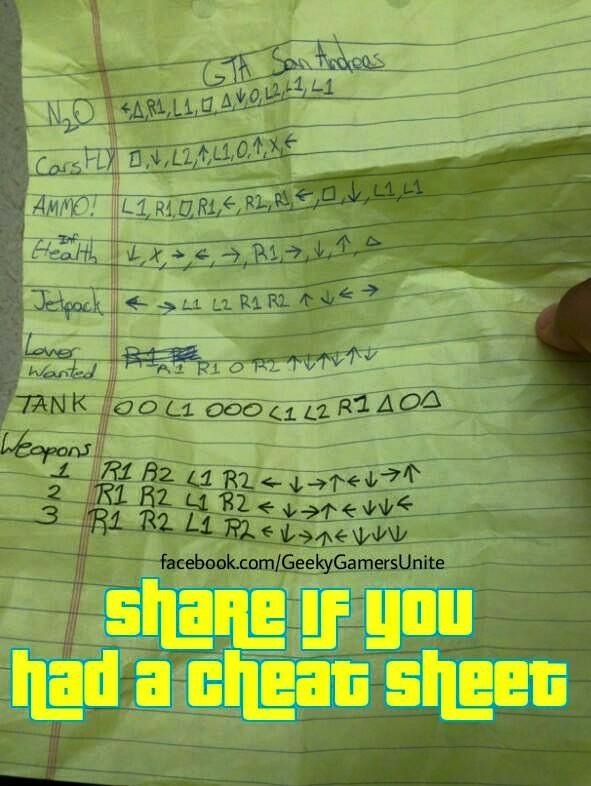 GTA San Andreas
N₂O ←△,R1,L1,□,△,↓,O,L2,L1,L1
Cars FLY □,↓,L2,↑,L1,O,↑,X,←
AMMO! L1,R1,□,R1,←,R2,R1,←,□,↓,L1,L1
Inf
Health ↓,X,→,←,→,R1,→,↓,↑,△
Jetpack ← → L1 L2 R1 R2 ↑ ↓ ← →
Lower
Wanted R1 R1 O R2 ↑↓↑↓↑↓
TANK O O L1 O O O L1 L2 R1 △ O △
Weapons
1 R1 R2 L1 R2 ← ↓ → ↑ ← ↓ → ↑
2 R1 R2 L1 R2 ← ↓ → ↑ ← ↓ ↓ ←
3 R1 R2 L1 R2 ← ↓ → ↑ ← ↓ ↓ ↓
facebook.com/GeekyGamersUnite
share if you
had a cheat sheet